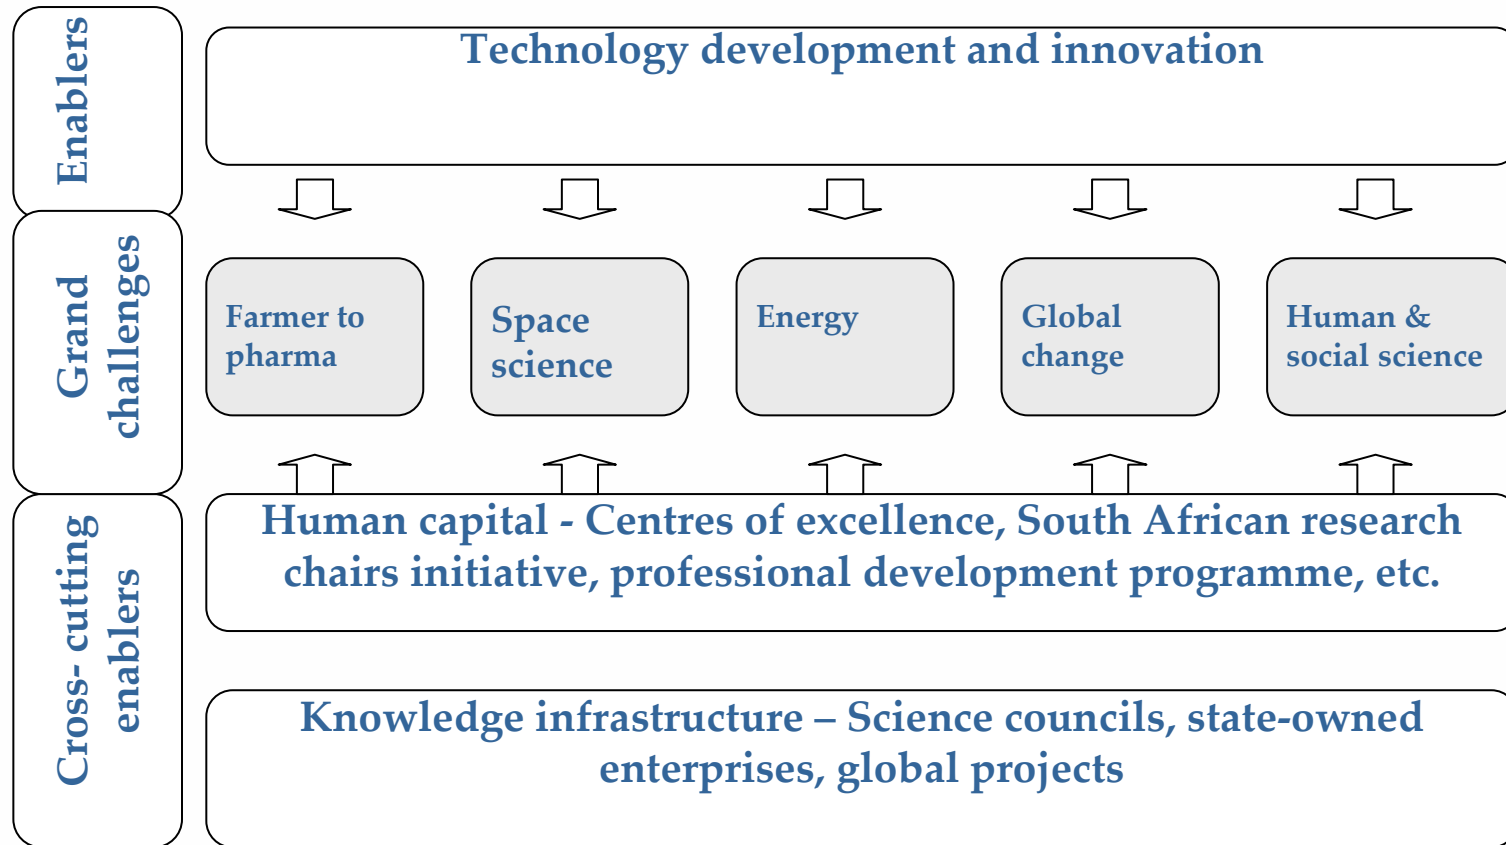 Enablers
Technology development and innovation
Grand
challenges
Farmer to
pharma
Space
science
Energy
Global
change
Human &
social science
Cross- cutting
enablers
Human capital - Centres of excellence, South African research
chairs initiative, professional development programme, etc.
Knowledge infrastructure – Science councils, state-owned
enterprises, global projects